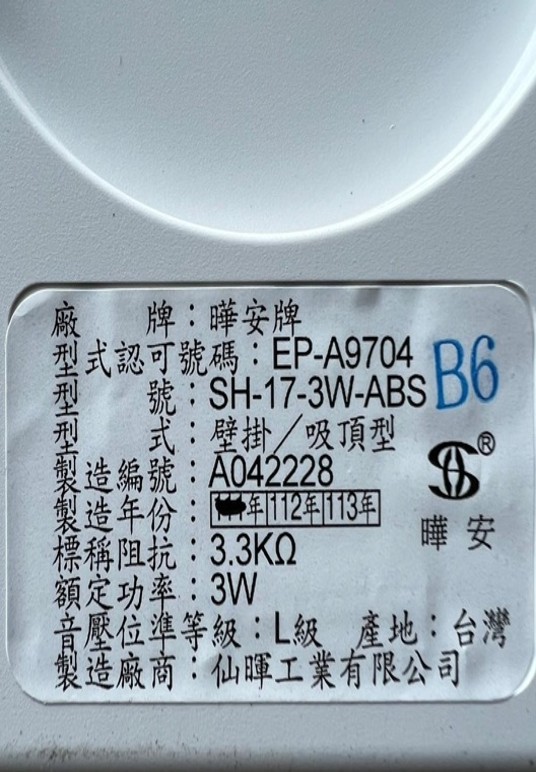 廠牌：曄安牌
型式認可號碼：EP-A9704
B6
型號：SH-17-3W-ABS
型式：壁掛／吸頂型
製造編號：A042228
®
製造年份：年 112年 113年
曄安
標稱阻抗：3.3KΩ
額定功率：3W
音壓位準等級：L級 產地：台灣
製造廠商：仙暉工業有限公司